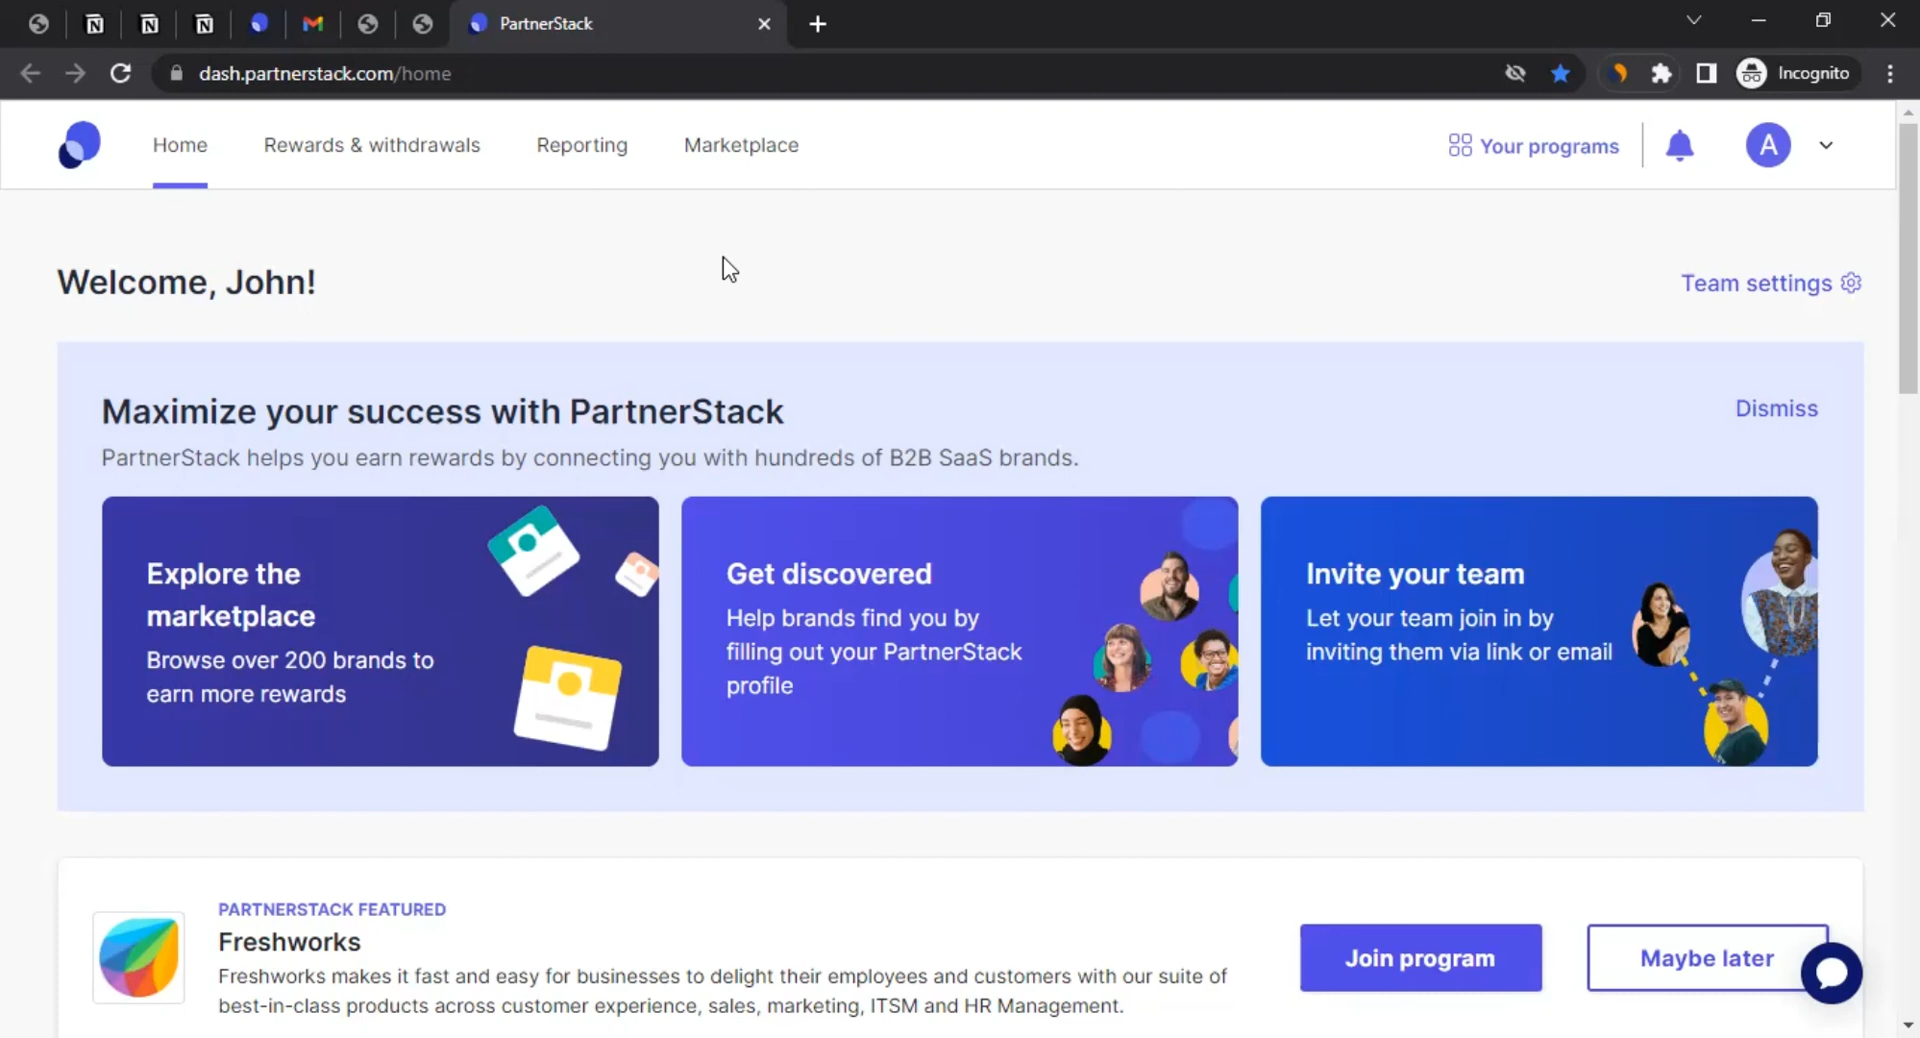 PartnerStack
dash.partnerstack.com/home
Incognito
Home
Rewards & withdrawals
Reporting
Marketplace
Your programs
A
Welcome, John!
Team settings
Maximize your success with PartnerStack
Dismiss
PartnerStack helps you earn rewards by connecting you with hundreds of B2B SaaS brands.
Explore the
marketplace
Browse over 200 brands to
earn more rewards
Get discovered
Help brands find you by
filling out your PartnerStack
profile
Invite your team
Let your team join in by
inviting them via link or email
PARTNERSTACK FEATURED
Freshworks
Freshworks makes it fast and easy for businesses to delight their employees and customers with our suite of
best-in-class products across customer experience, sales, marketing, ITSM and HR Management.
Join program
Maybe later